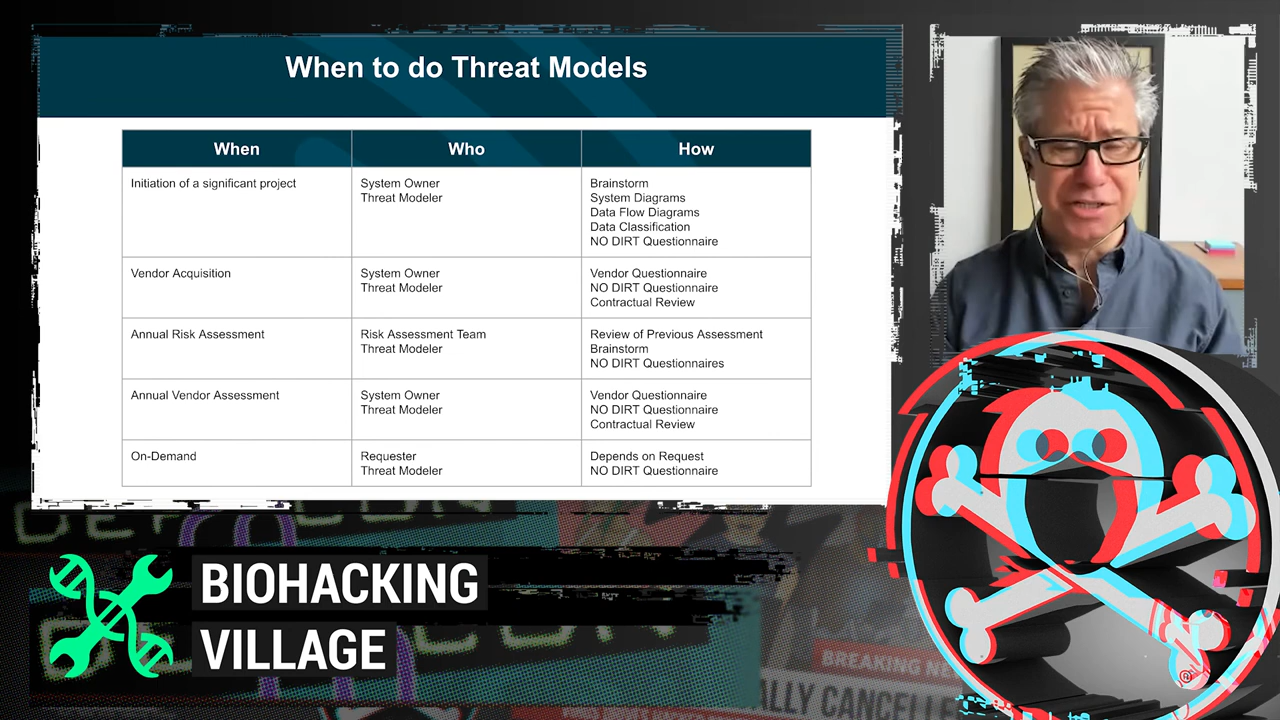 When to do Threat Models
When Who How
Initiation of a significant project
System Owner
Threat Modeler
Brainstorm
System Diagrams
Data Flow Diagrams
Data Classification
NO DIRT Questionnaire
Vendor Acquisition
System Owner
Threat Modeler
Vendor Questionnaire
NO DIRT Questionnaire
Contractual Review
Annual Risk Assessment
Risk Assessment Team
Threat Modeler
Review of Previous Assessment
Brainstorm
NO DIRT Questionnaires
Annual Vendor Assessment
System Owner
Threat Modeler
Vendor Questionnaire
NO DIRT Questionnaire
Contractual Review
On-Demand
Requester
Threat Modeler
Depends on Request
NO DIRT Questionnaire
BIOHACKING
VILLAGE
BREAKING
®